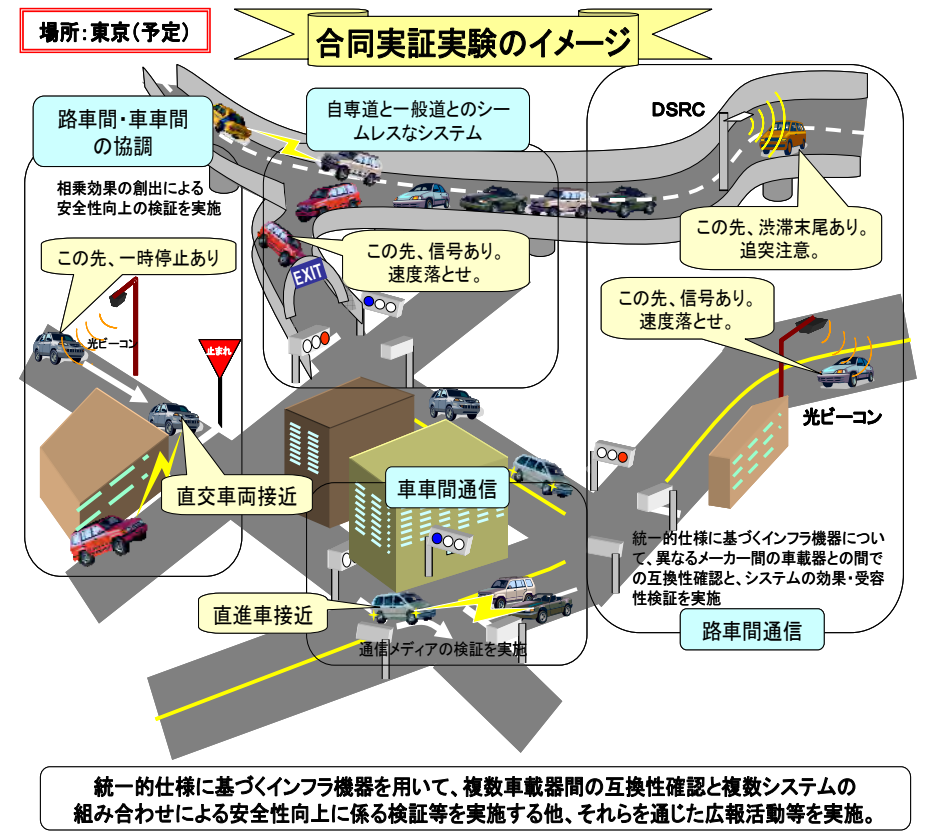 場所:東京(予定)
合同実証実験のイメージ
路車間・車車間
の協調
相乗効果の創出による
安全性向上の検証を実施
この先、一時停止あり
光ビーコン
止まれ
直交車両接近
自専道と一般道とのシー
ムレスなシステム
この先、信号あり。
速度落とせ。
EXIT
DSRC
この先、渋滞末尾あり。
追突注意。
この先、信号あり。
速度落とせ。
光ビーコン
車車間通信
直進車接近
通信メディアの検証を実施
統一的仕様に基づくインフラ機器につい
て、異なるメーカー間の車載器との間で
の互換性確認と、システムの効果・受容
性検証を実施
路車間通信
統一的仕様に基づくインフラ機器を用いて、複数車載器間の互換性確認と複数システムの
組み合わせによる安全性向上に係る検証等を実施する他、それらを通じた広報活動等を実施。